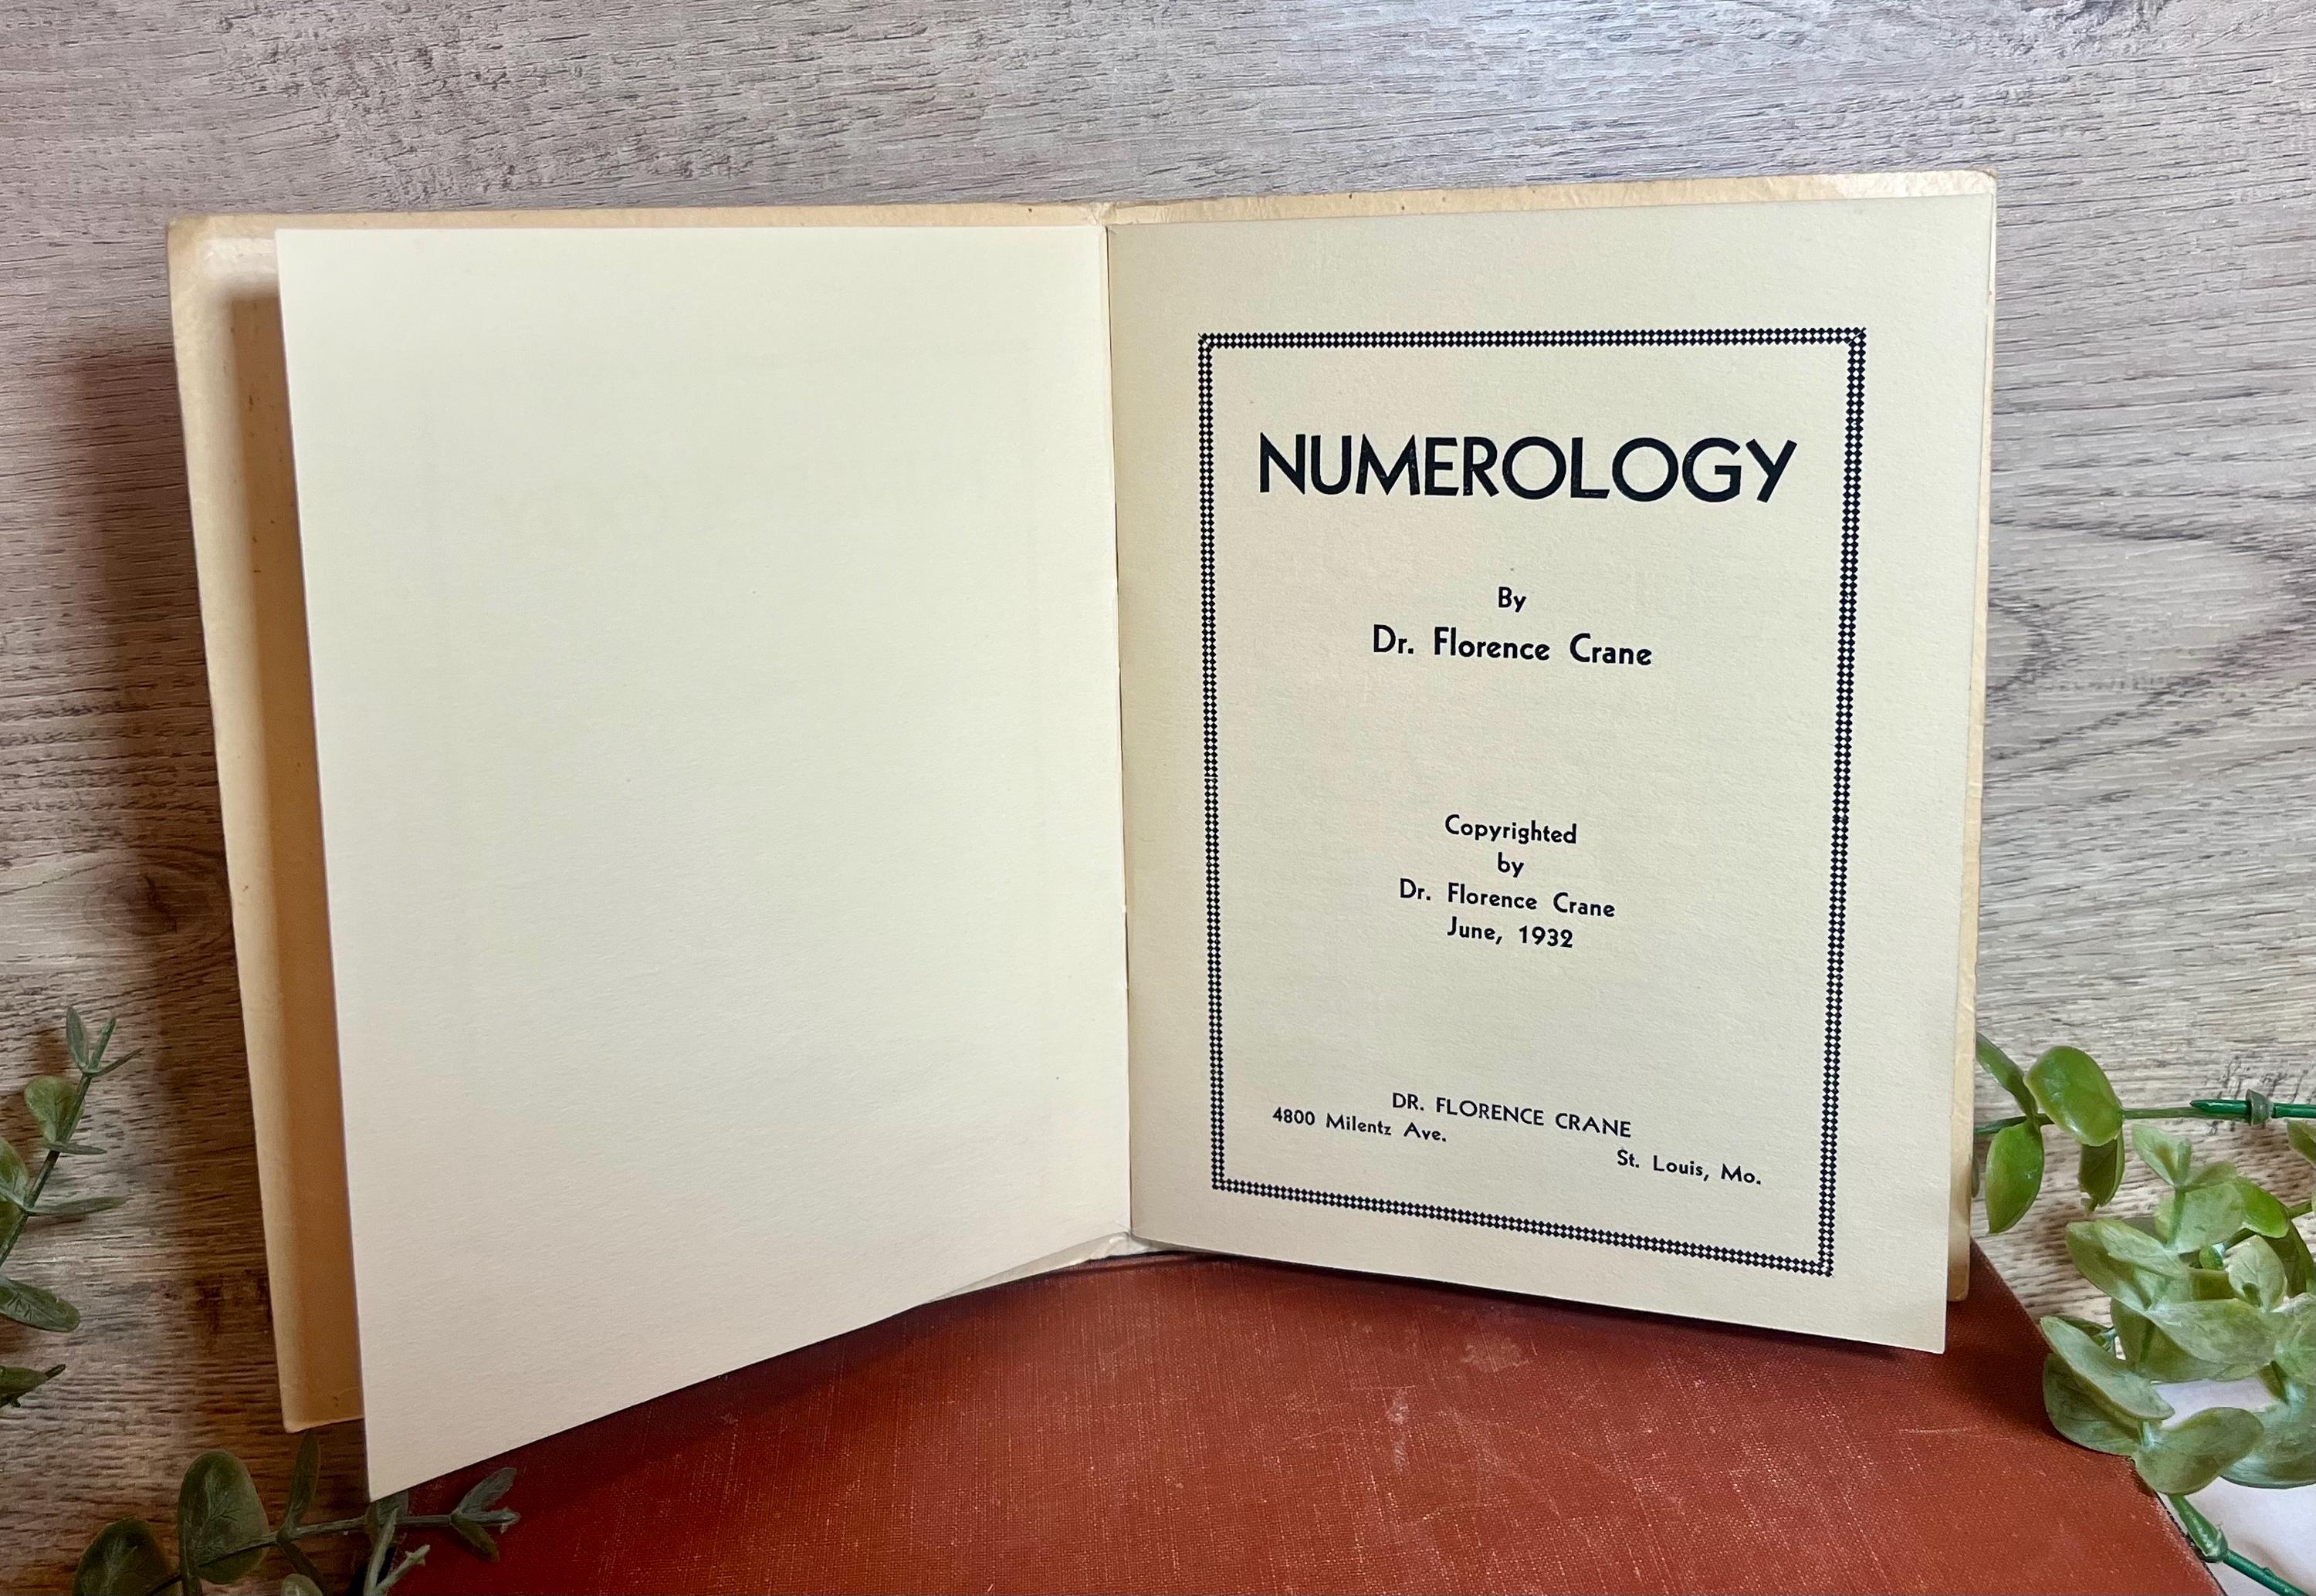 NUMEROLOGY
By
Dr. Florence Crane
Copyrighted
by
Dr. Florence Crane
June, 1932
DR. FLORENCE CRANE
4800 Milentz Ave.
St. Louis, Mo.